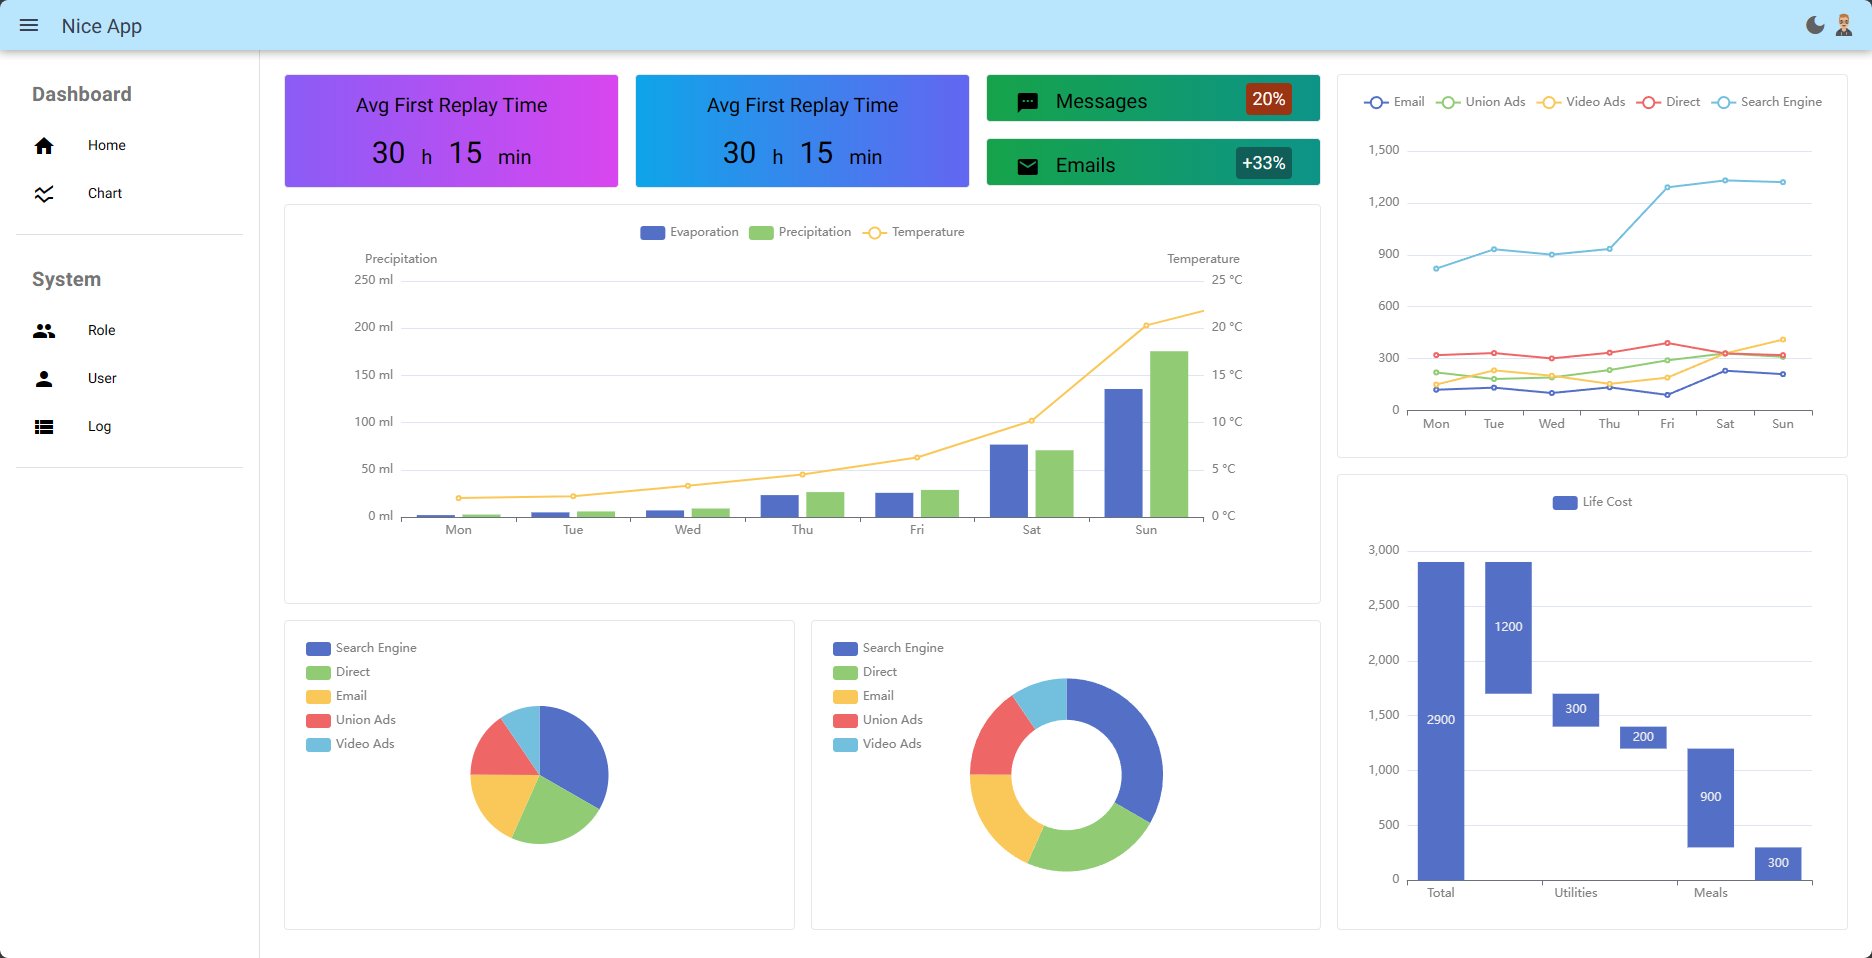 Nice App
Dashboard
Home
Chart
System
Role
User
Log
Avg First Replay Time
30 h 15 min
Avg First Replay Time
30 h 15 min
Messages 20%
Emails +33%
Evaporation Precipitation Temperature
Precipitation Temperature
250 ml 25 °C
200 ml 20 °C
150 ml 15 °C
100 ml 10 °C
50 ml 5 °C
0 ml 0 °C
Mon Tue Wed Thu Fri Sat Sun
Search Engine
Direct
Email
Union Ads
Video Ads
Search Engine
Direct
Email
Union Ads
Video Ads
Email Union Ads Video Ads Direct Search Engine
1,500
1,200
900
600
300
0
Mon Tue Wed Thu Fri Sat Sun
Life Cost
3,000
2,500
2,000
1,500
1,000
500
0
2900
1200
300
200
900
300
Total Utilities Meals